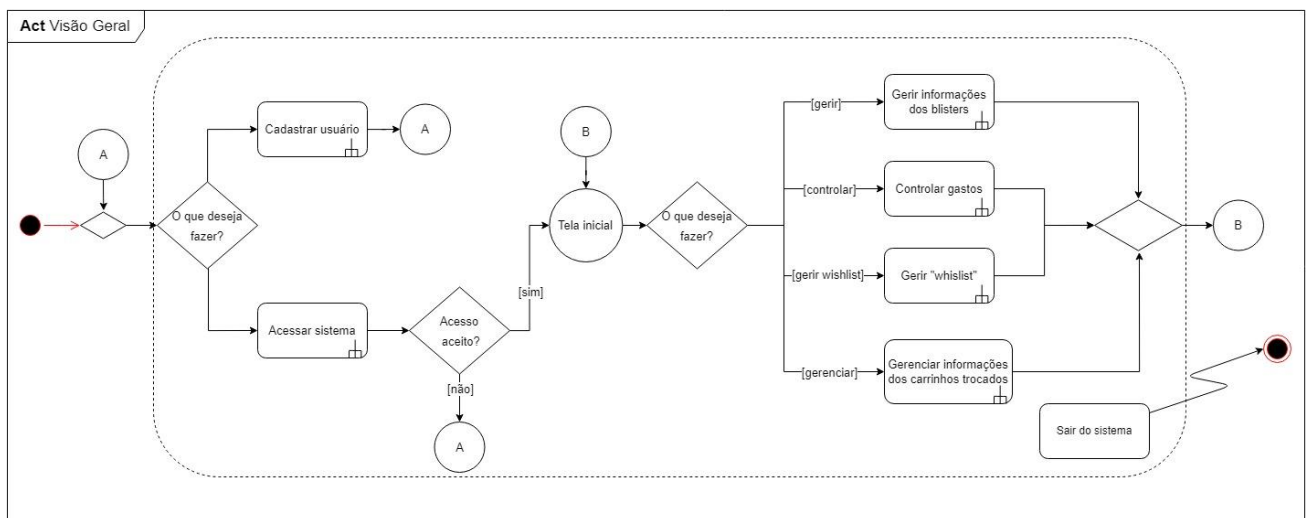 Act Visão Geral
A
O que deseja
fazer?
Cadastrar usuário
A
Acessar sistema
Acesso
aceito?
[sim]
[não]
A
B
Tela inicial
O que deseja
fazer?
[gerir]
Gerir informações
dos blisters
[controlar]
Controlar gastos
[gerir wishlist]
Gerir "whislist"
[gerenciar]
Gerenciar informações
dos carrinhos trocados
B
Sair do sistema